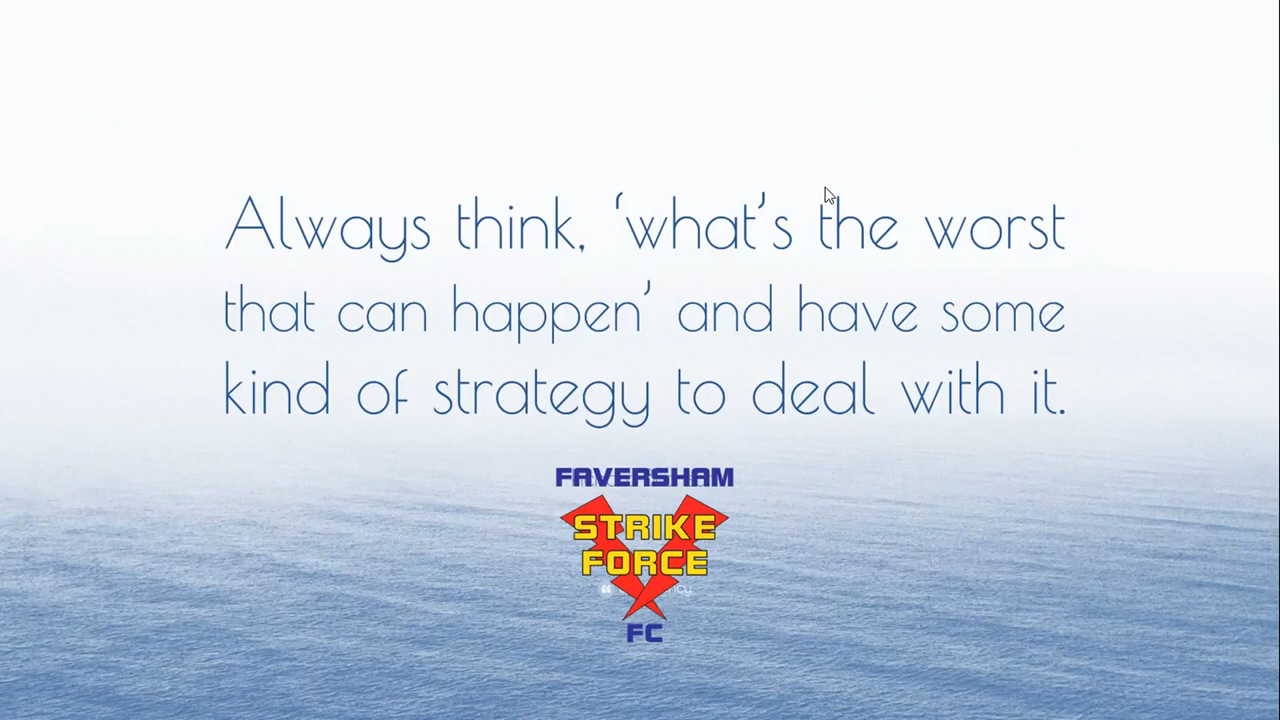 Always think, ‘what’s the worst
that can happen’ and have some
kind of strategy to deal with it.
FAVERSHAM
STRIKE
FORCE
FC